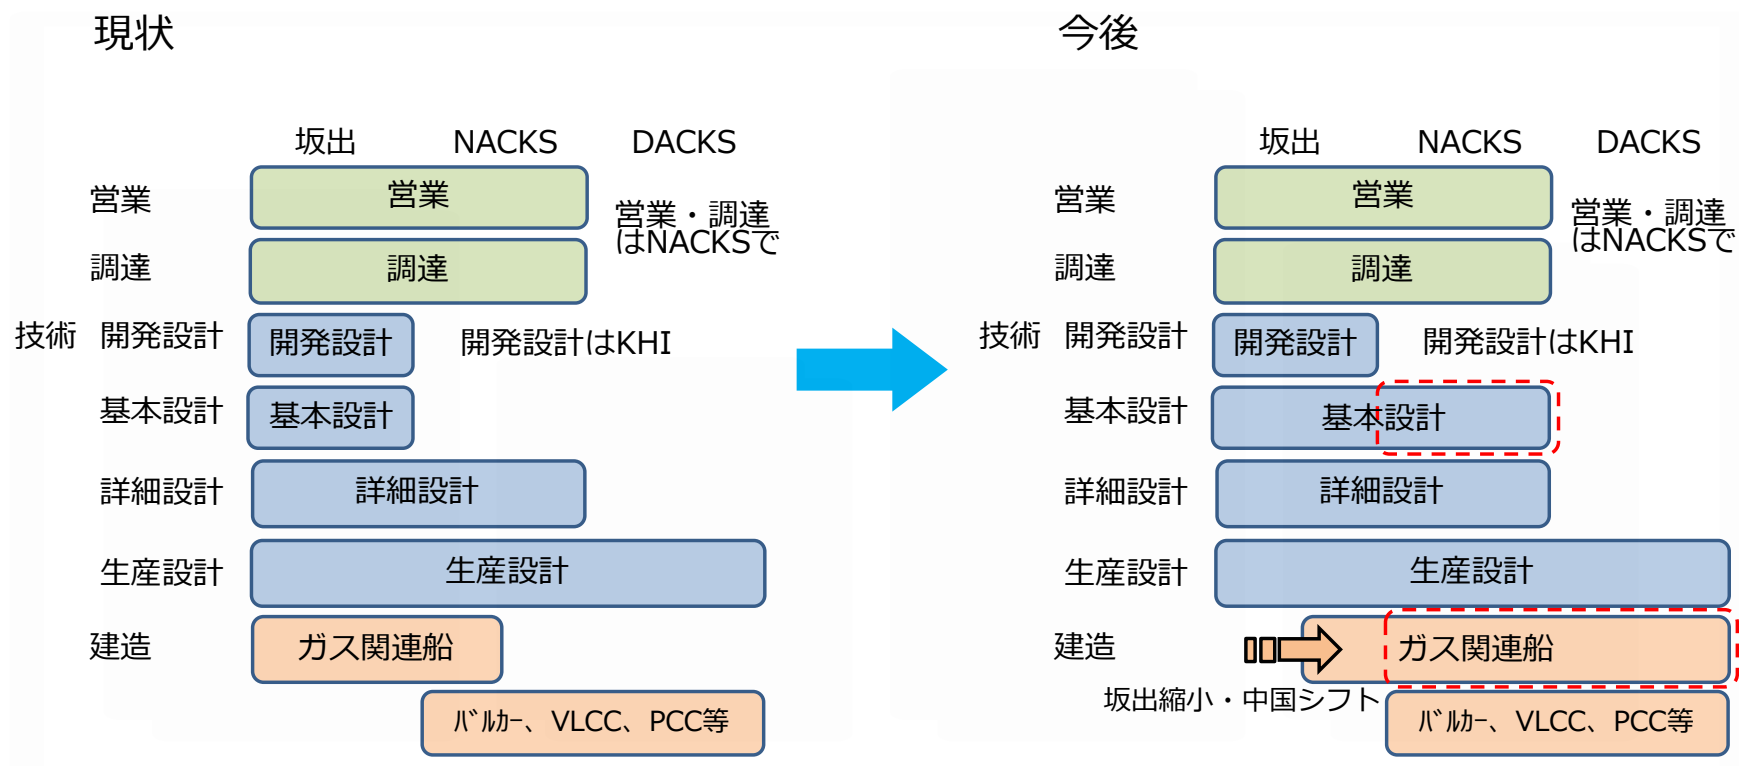 現状
坂出 NACKS DACKS
営業 営業
営業・調達
はNACKSで
調達 調達
技術 開発設計 開発設計 開発設計はKHI
基本設計 基本設計
詳細設計 詳細設計
生産設計 生産設計
建造 ガス関連船
ﾊﾞﾙｶｰ、VLCC、PCC等
今後
坂出 NACKS DACKS
営業 営業
営業・調達
はNACKSで
調達 調達
技術 開発設計 開発設計 開発設計はKHI
基本設計 基本設計
詳細設計 詳細設計
生産設計 生産設計
建造 ガス関連船
坂出縮小・中国シフト
ﾊﾞﾙｶｰ、VLCC、PCC等